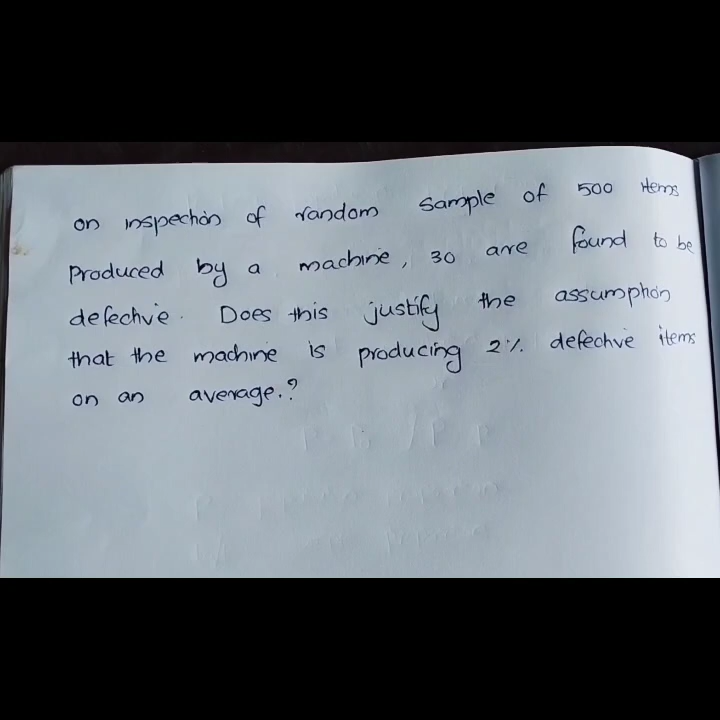 on inspection of random sample of 500 items
Produced by a machine, 30 are found to be
defective. Does this justify the assumption
that the machine is producing 2% defective items
on an average.?